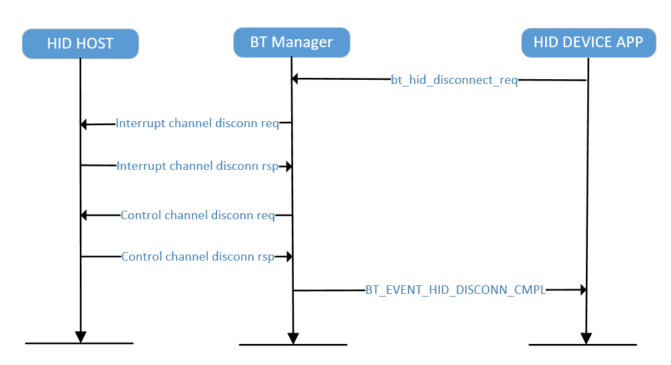 HID HOST
BT Manager
HID DEVICE APP
bt_hid_disconnect_req
Interrupt channel disconn req
Interrupt channel disconn rsp
Control channel disconn req
Control channel disconn rsp
BT_EVENT_HID_DISCONN_CMPL